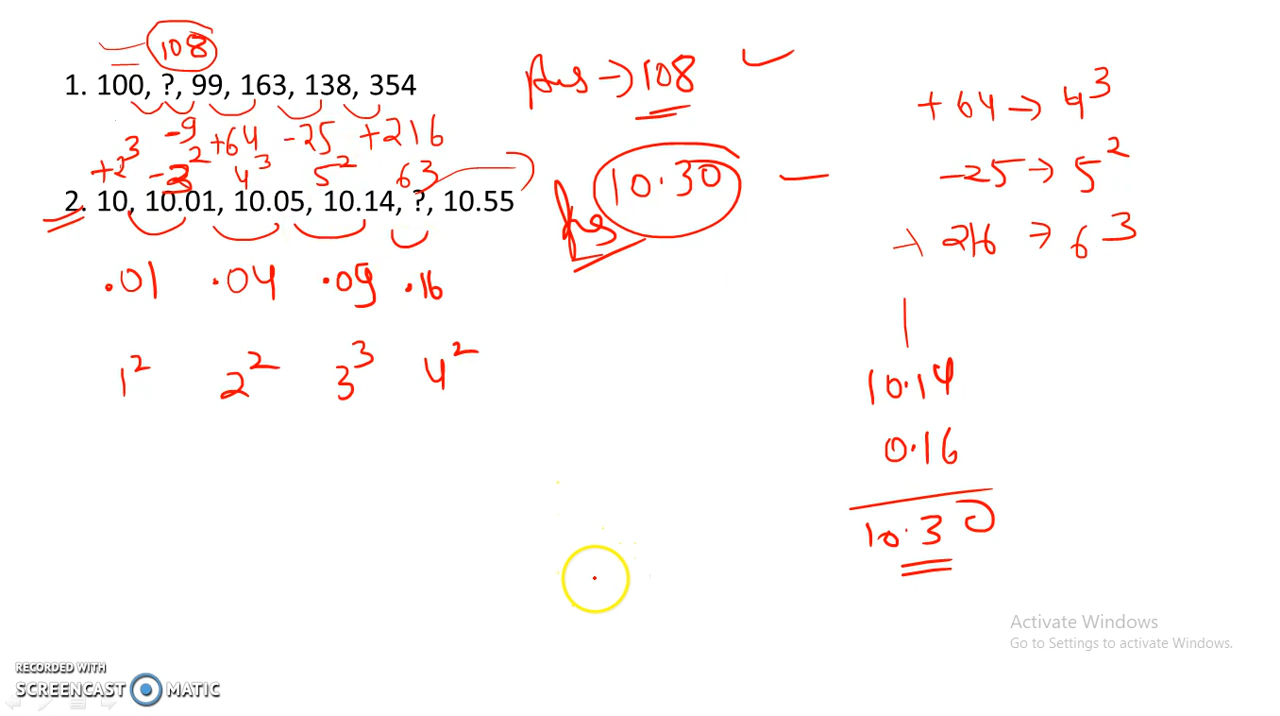 108
1. 100, ?, 99, 163, 138, 354
Ans → 108
-9 +64 -25 +216
+2³ -3² 4³ 5² 63
2. 10, 10.01, 10.05, 10.14, ?, 10.55
Ans 10.30
.01 .04 .09 .16
1² 2² 3³ 4²
+64 → 4³
-25 → 5²
→ 216 → 6³
10.14
0.16
10.30
Activate Windows
Go to Settings to activate Windows.
RECORDED WITH
SCREENCAST MATIC